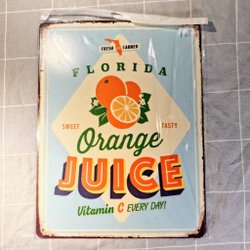 FRESH CANNED
FLORIDA
SWEET TASTY
Orange
JUICE
Vitamin C EVERY DAY!